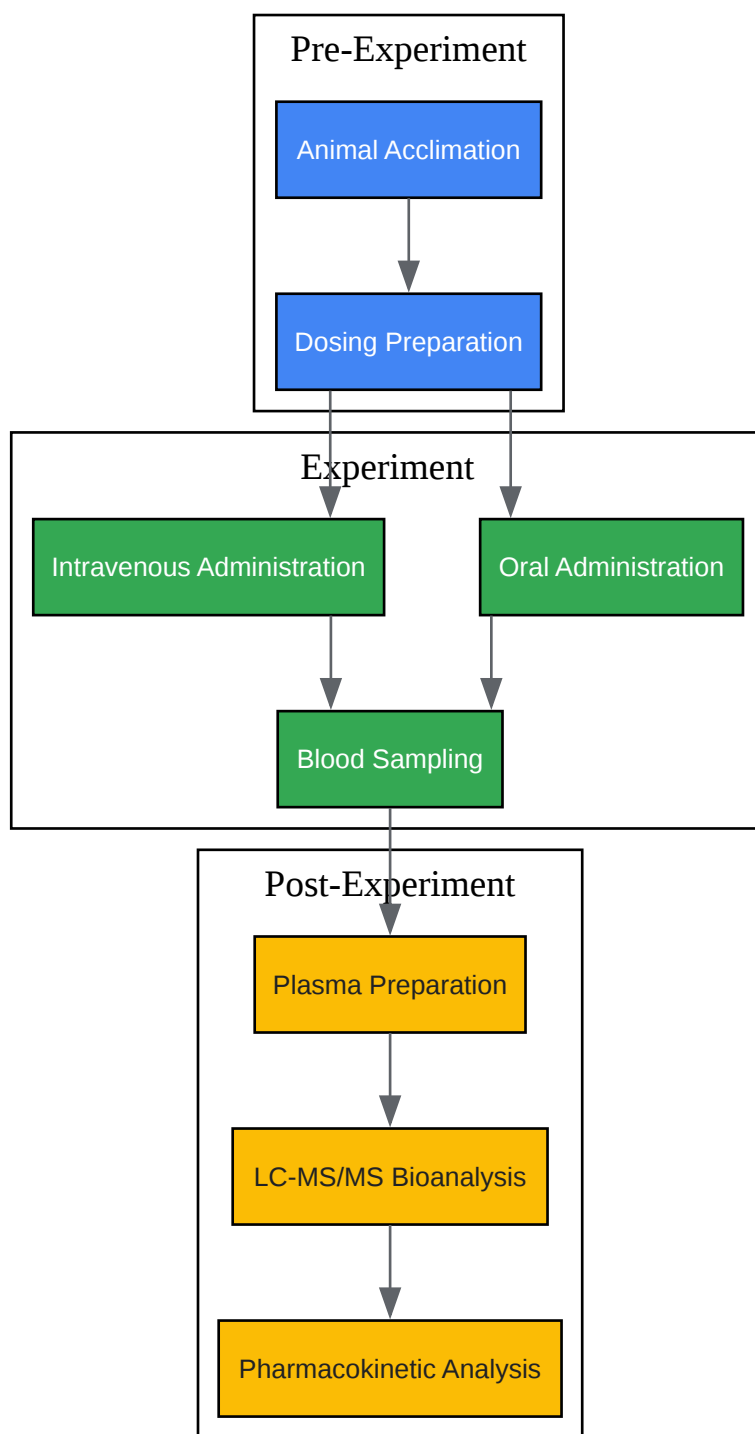 Pre-Experiment
Animal Acclimation
Dosing Preparation
Experiment
Intravenous Administration
Oral Administration
Blood Sampling
Post-Experiment
Plasma Preparation
LC-MS/MS Bioanalysis
Pharmacokinetic Analysis